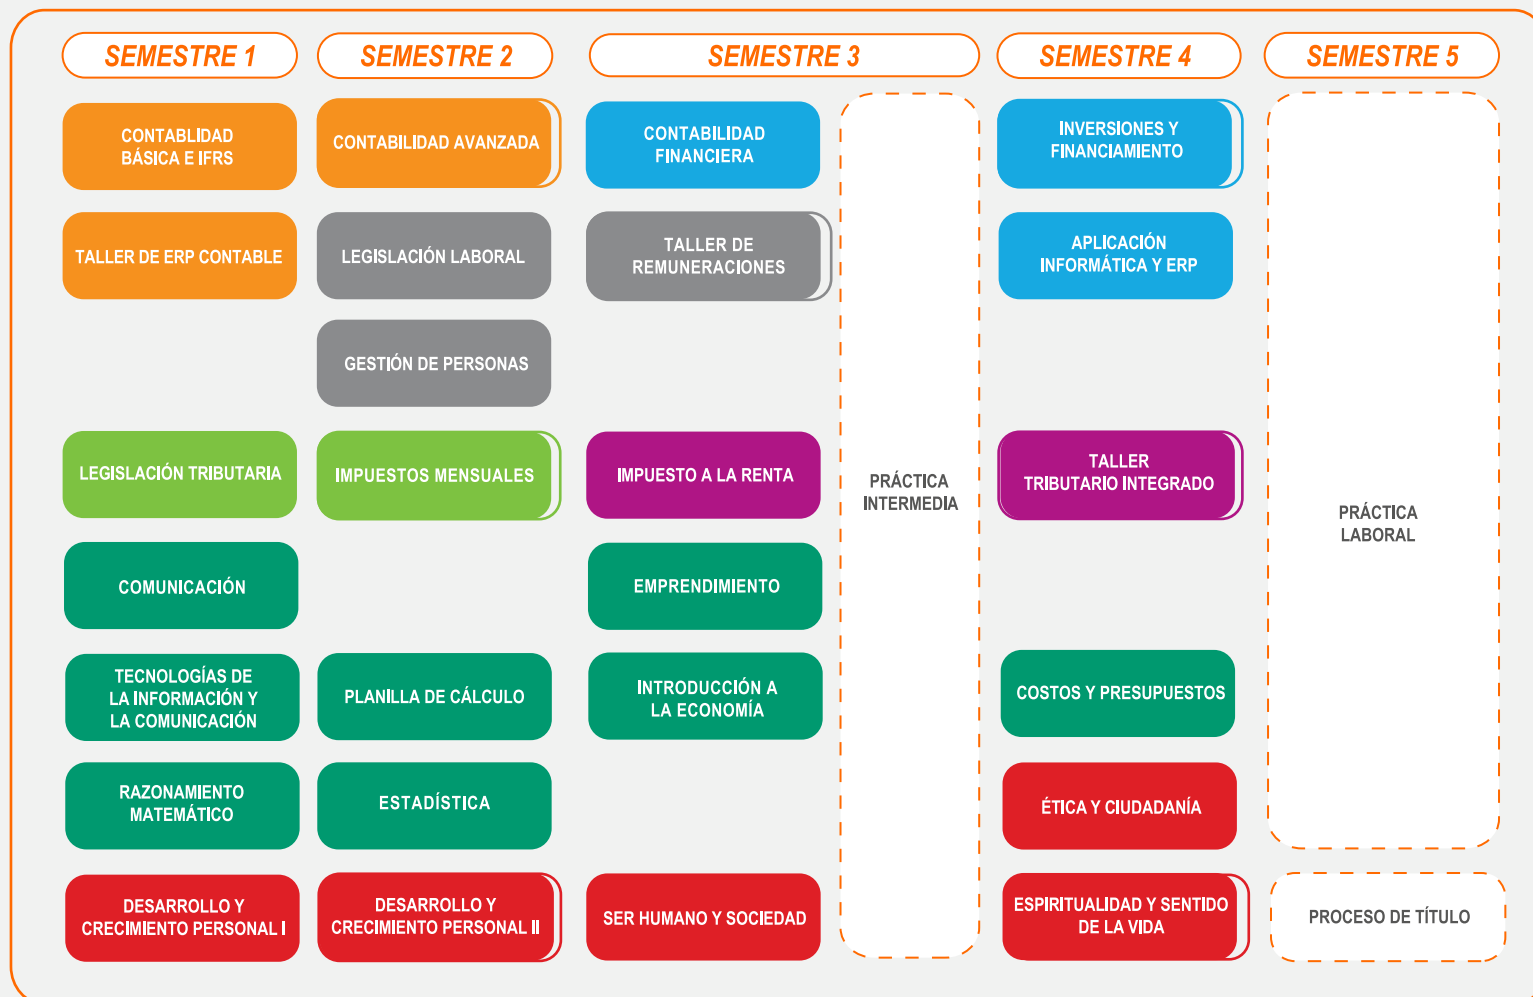 SEMESTRE 1
SEMESTRE 2
SEMESTRE 3
SEMESTRE 4
SEMESTRE 5
CONTABLIDAD
BÁSICA E IFRS
CONTABILIDAD AVANZADA
CONTABILIDAD
FINANCIERA
INVERSIONES Y
FINANCIAMIENTO
TALLER DE ERP CONTABLE
LEGISLACIÓN LABORAL
TALLER DE
REMUNERACIONES
APLICACIÓN
INFORMÁTICA Y ERP
GESTIÓN DE PERSONAS
LEGISLACIÓN TRIBUTARIA
IMPUESTOS MENSUALES
IMPUESTO A LA RENTA
PRÁCTICA
INTERMEDIA
TALLER
TRIBUTARIO INTEGRADO
PRÁCTICA
LABORAL
COMUNICACIÓN
EMPRENDIMIENTO
TECNOLOGÍAS DE
LA INFORMACIÓN Y
LA COMUNICACIÓN
PLANILLA DE CÁLCULO
INTRODUCCIÓN A
LA ECONOMÍA
COSTOS Y PRESUPUESTOS
RAZONAMIENTO
MATEMÁTICO
ESTADÍSTICA
ÉTICA Y CIUDADANÍA
DESARROLLO Y
CRECIMIENTO PERSONAL I
DESARROLLO Y
CRECIMIENTO PERSONAL II
SER HUMANO Y SOCIEDAD
ESPIRITUALIDAD Y SENTIDO
DE LA VIDA
PROCESO DE TÍTULO